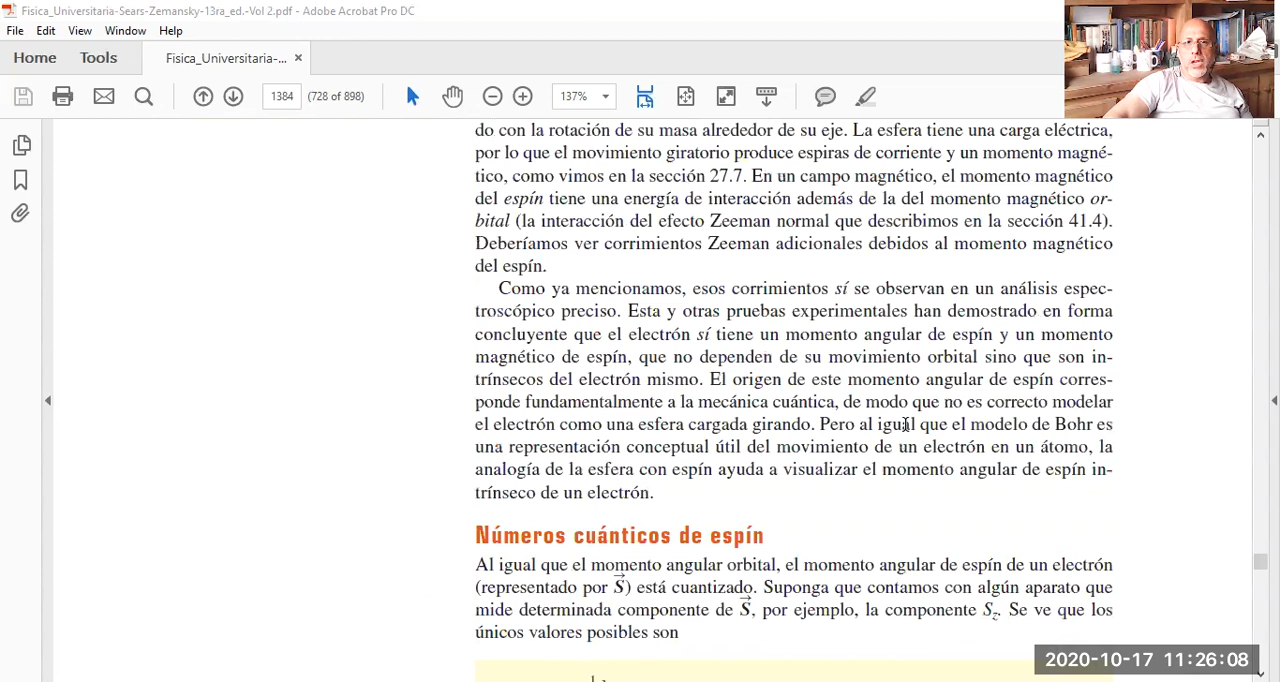 Fisica_Universitaria-Sears-Zemansky-13ra_ed.-Vol 2.pdf - Adobe Acrobat Pro DC
File Edit View Window Help
Home Tools Fisica_Universitaria-... ×
1384 (728 of 898) 137%
do con la rotación de su masa alrededor de su eje. La esfera tiene una carga eléctrica,
por lo que el movimiento giratorio produce espiras de corriente y un momento magné-
tico, como vimos en la sección 27.7. En un campo magnético, el momento magnético
del espín tiene una energía de interacción además de la del momento magnético or-
bital (la interacción del efecto Zeeman normal que describimos en la sección 41.4).
Deberíamos ver corrimientos Zeeman adicionales debidos al momento magnético
del espín.
Como ya mencionamos, esos corrimientos sí se observan en un análisis espec-
troscópico preciso. Esta y otras pruebas experimentales han demostrado en forma
concluyente que el electrón sí tiene un momento angular de espín y un momento
magnético de espín, que no dependen de su movimiento orbital sino que son in-
trínsecos del electrón mismo. El origen de este momento angular de espín corres-
ponde fundamentalmente a la mecánica cuántica, de modo que no es correcto modelar
el electrón como una esfera cargada girando. Pero al igual que el modelo de Bohr es
una representación conceptual útil del movimiento de un electrón en un átomo, la
analogía de la esfera con espín ayuda a visualizar el momento angular de espín in-
trínseco de un electrón.
Números cuánticos de espín
Al igual que el momento angular orbital, el momento angular de espín de un electrón
(representado por S⃗) está cuantizado. Suponga que contamos con algún aparato que
mide determinada componente de S⃗, por ejemplo, la componente Sz. Se ve que los
únicos valores posibles son
2020-10-17 11:26:08